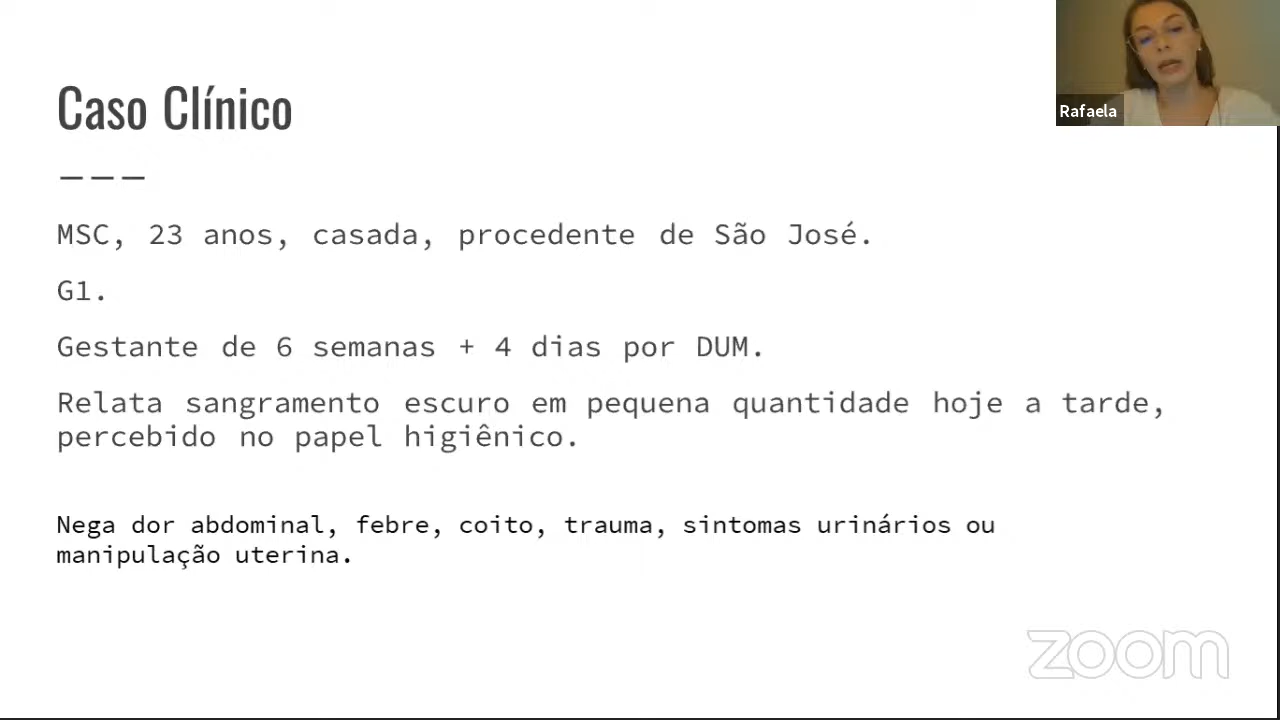 Caso Clínico
MSC, 23 anos, casada, procedente de São José.
G1.
Gestante de 6 semanas + 4 dias por DUM.
Relata sangramento escuro em pequena quantidade hoje a tarde,
percebido no papel higiênico.
Nega dor abdominal, febre, coito, trauma, sintomas urinários ou
manipulação uterina.
Rafaela
zoom